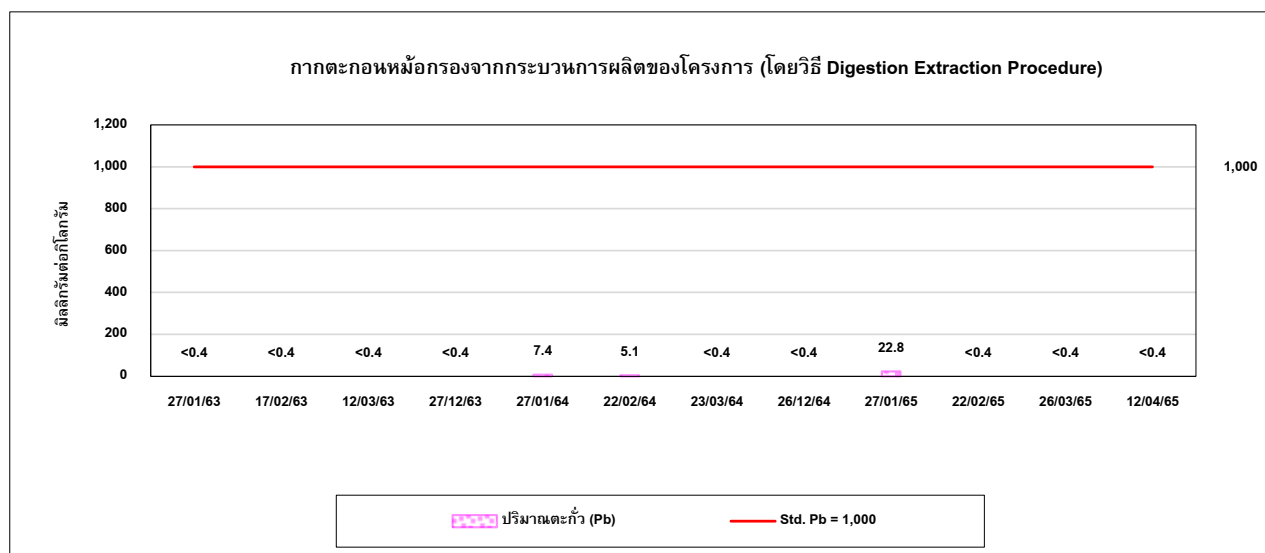 กากตะกอนหม้อกรองจากกระบวนการผลิตของโครงการ (โดยวิธี Digestion Extraction Procedure)
มิลลิกรัมต่อกิโลกรัม
1,200
1,000
800
600
400
200
0
1,000
<0.4 <0.4 <0.4 <0.4 7.4 5.1 <0.4 <0.4 22.8 <0.4 <0.4 <0.4
27/01/63 17/02/63 12/03/63 27/12/63 27/01/64 22/02/64 23/03/64 26/12/64 27/01/65 22/02/65 26/03/65 12/04/65
ปริมาณตะกั่ว (Pb) Std. Pb = 1,000